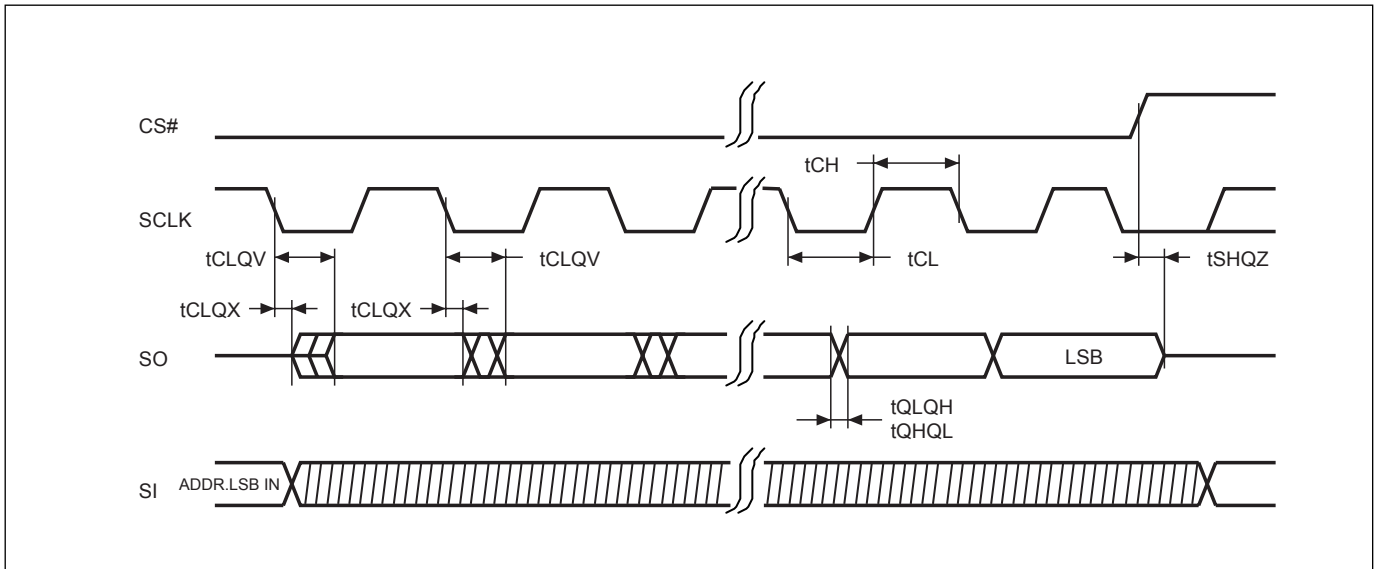 CS#
tCH
SCLK
tCLQV
tCLQV
tCL
tSHQZ
tCLQX
tCLQX
SO
LSB
tQLQH
tQHQL
SI
ADDR.LSB IN